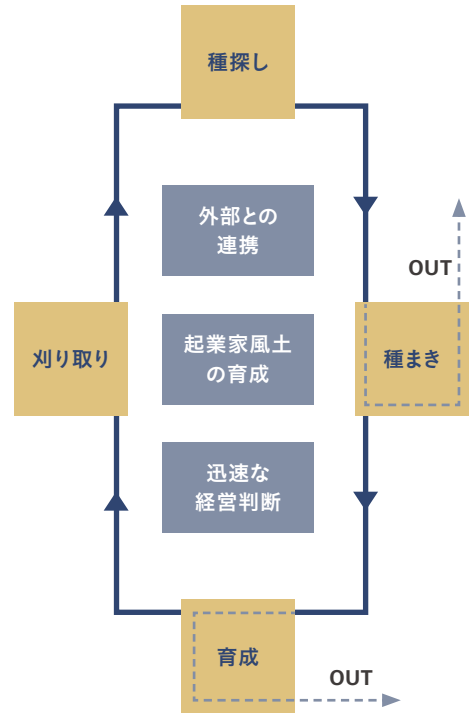 種探し
外部との
連携
OUT
刈り取り
起業家風土
の育成
種まき
迅速な
経営判断
育成
OUT